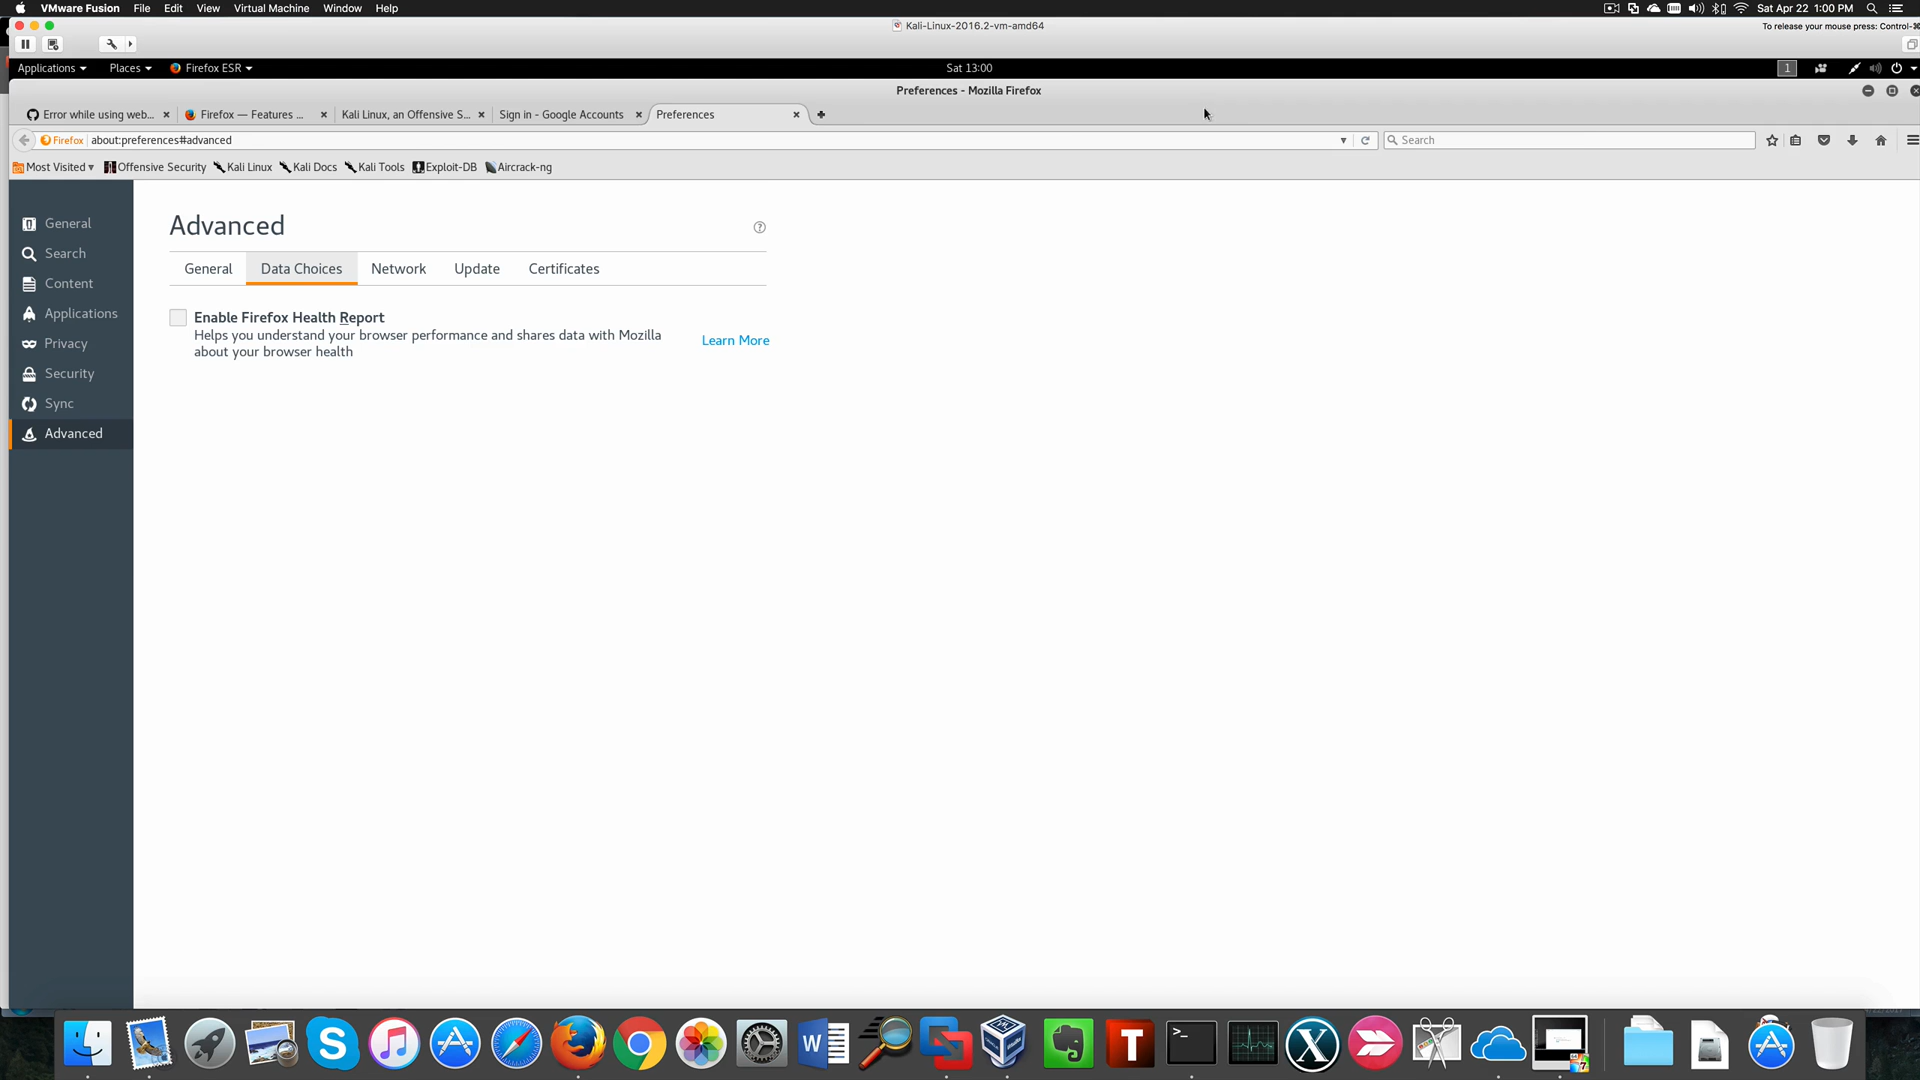 VMware Fusion File Edit View Virtual Machine Window Help Sat Apr 22 1:00 PM
Kali-Linux-2016.2-vm-amd64 To release your mouse press: Control-⌘
Applications Places Firefox ESR Sat 13:00 1
Preferences - Mozilla Firefox
Error while using web... Firefox — Features ... Kali Linux, an Offensive S... Sign in - Google Accounts Preferences
Firefox about:preferences#advanced Search
Most Visited Offensive Security Kali Linux Kali Docs Kali Tools Exploit-DB Aircrack-ng
General
Search
Content
Applications
Privacy
Security
Sync
Advanced
Advanced
General Data Choices Network Update Certificates
Enable Firefox Health Report
Helps you understand your browser performance and shares data with Mozilla
about your browser health
Learn More